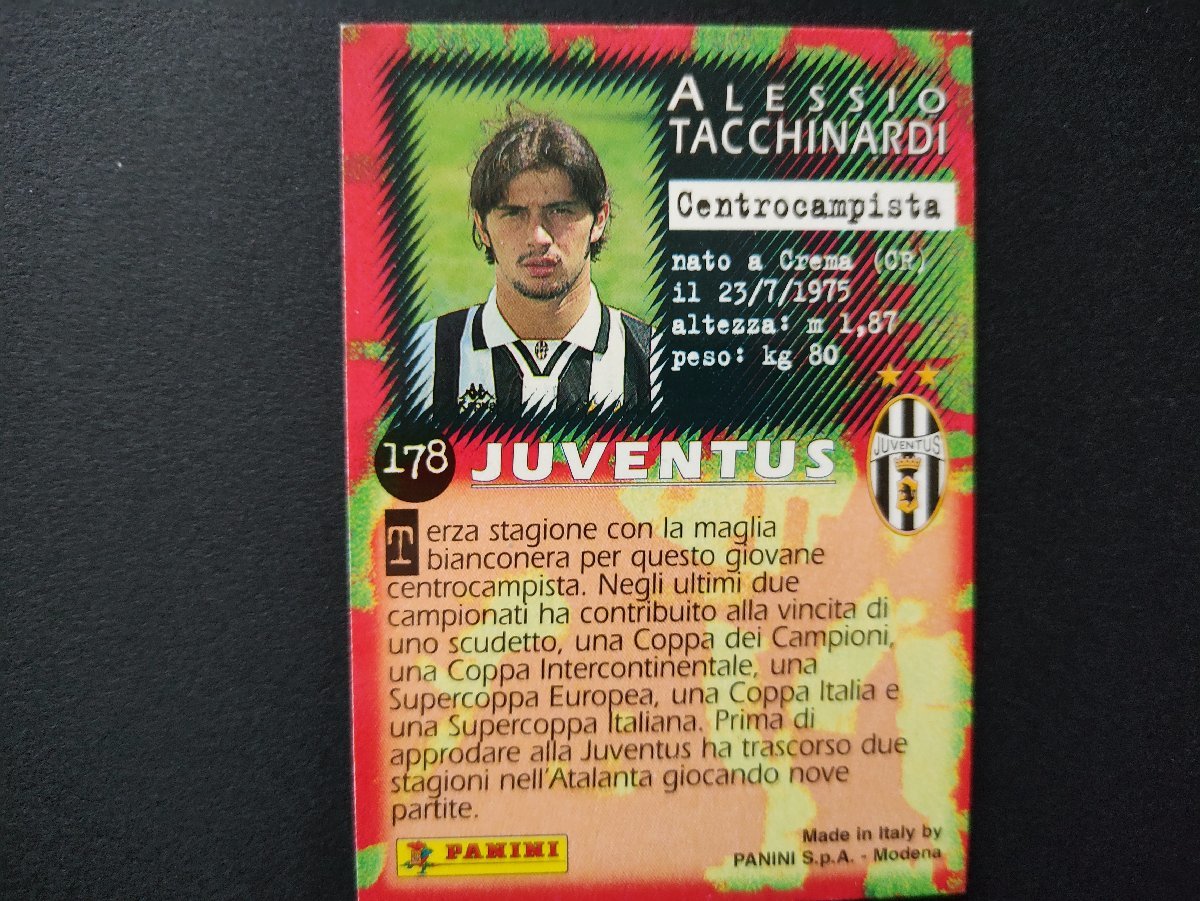 ALESSIO
TACCHINARDI
Centrocampista
nato a Crema (CR)
il 23/7/1975
altezza: m 1,87
peso: kg 80
178 JUVENTUS
JUVENTUS
Terza stagione con la maglia
bianconera per questo giovane
centrocampista. Negli ultimi due
campionati ha contribuito alla vincita di
uno scudetto, una Coppa dei Campioni,
una Coppa Intercontinentale, una
Supercoppa Europea, una Coppa Italia e
una Supercoppa Italiana. Prima di
approdare alla Juventus ha trascorso due
stagioni nell'Atalanta giocando nove
partite.
PANINI
Made in Italy by
PANINI S.p.A. - Modena